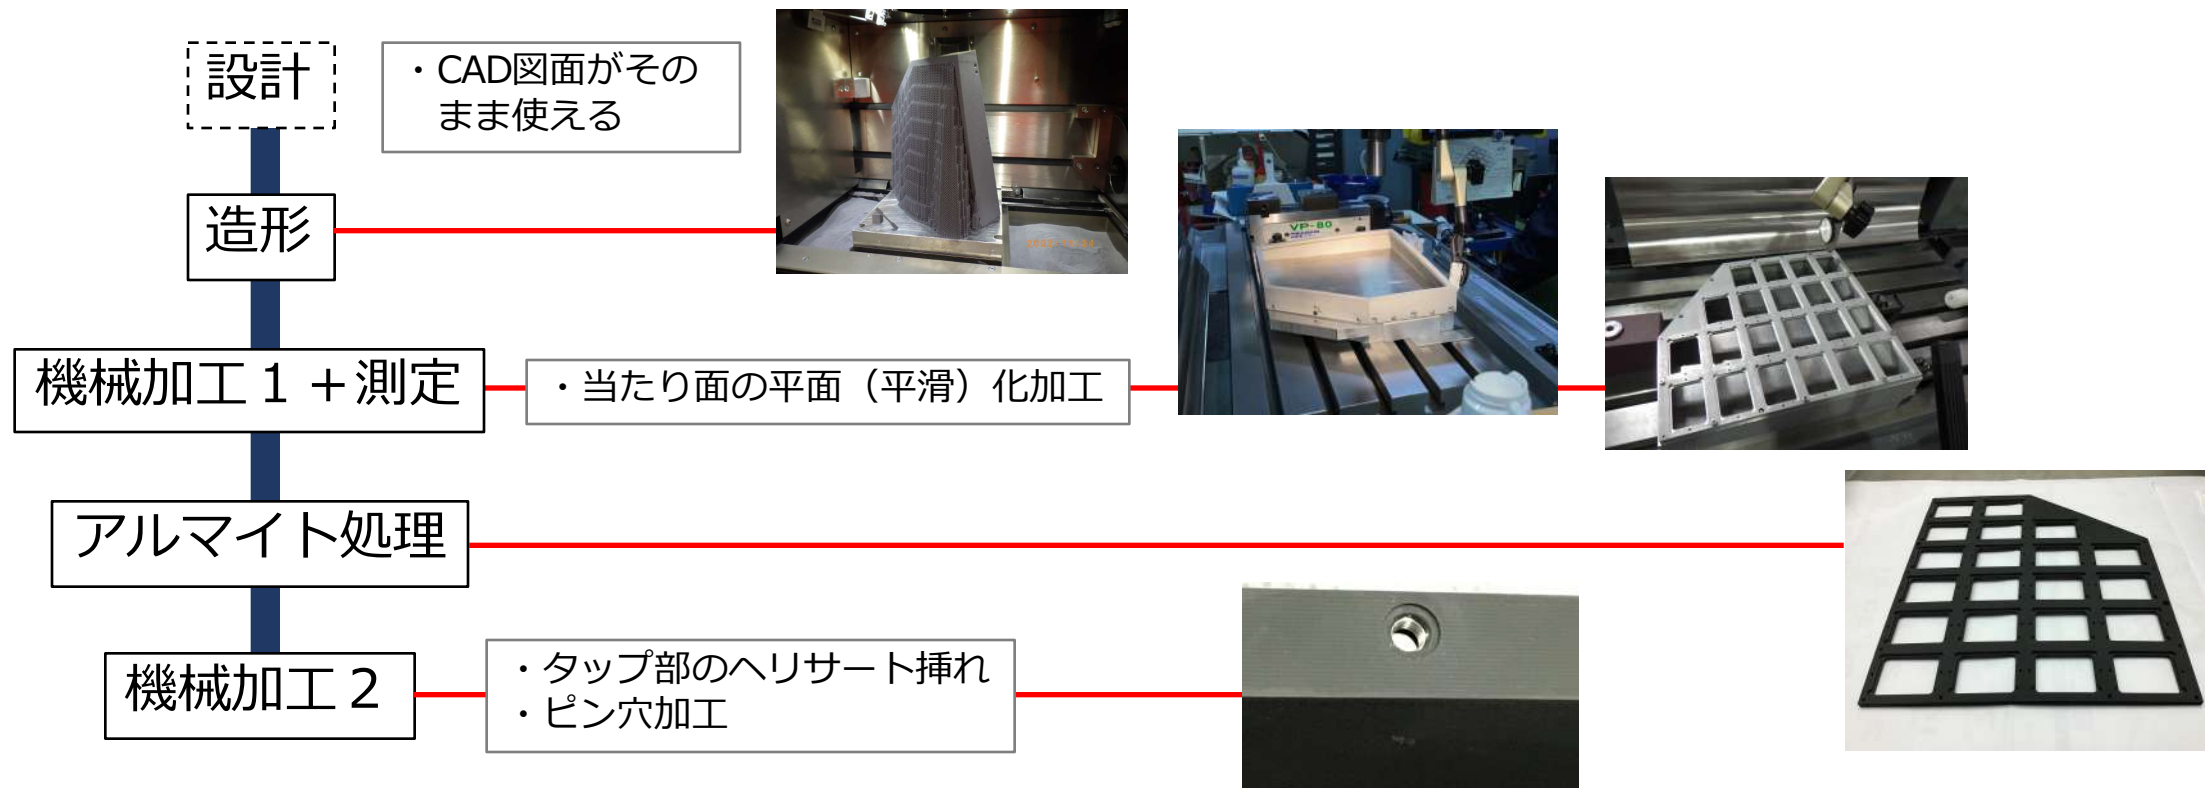 設計
・CAD図面がその
まま使える
造形
VP-80
機械加工１＋測定
・当たり面の平面（平滑）化加工
アルマイト処理
機械加工２
・タップ部のヘリサート挿れ
・ピン穴加工